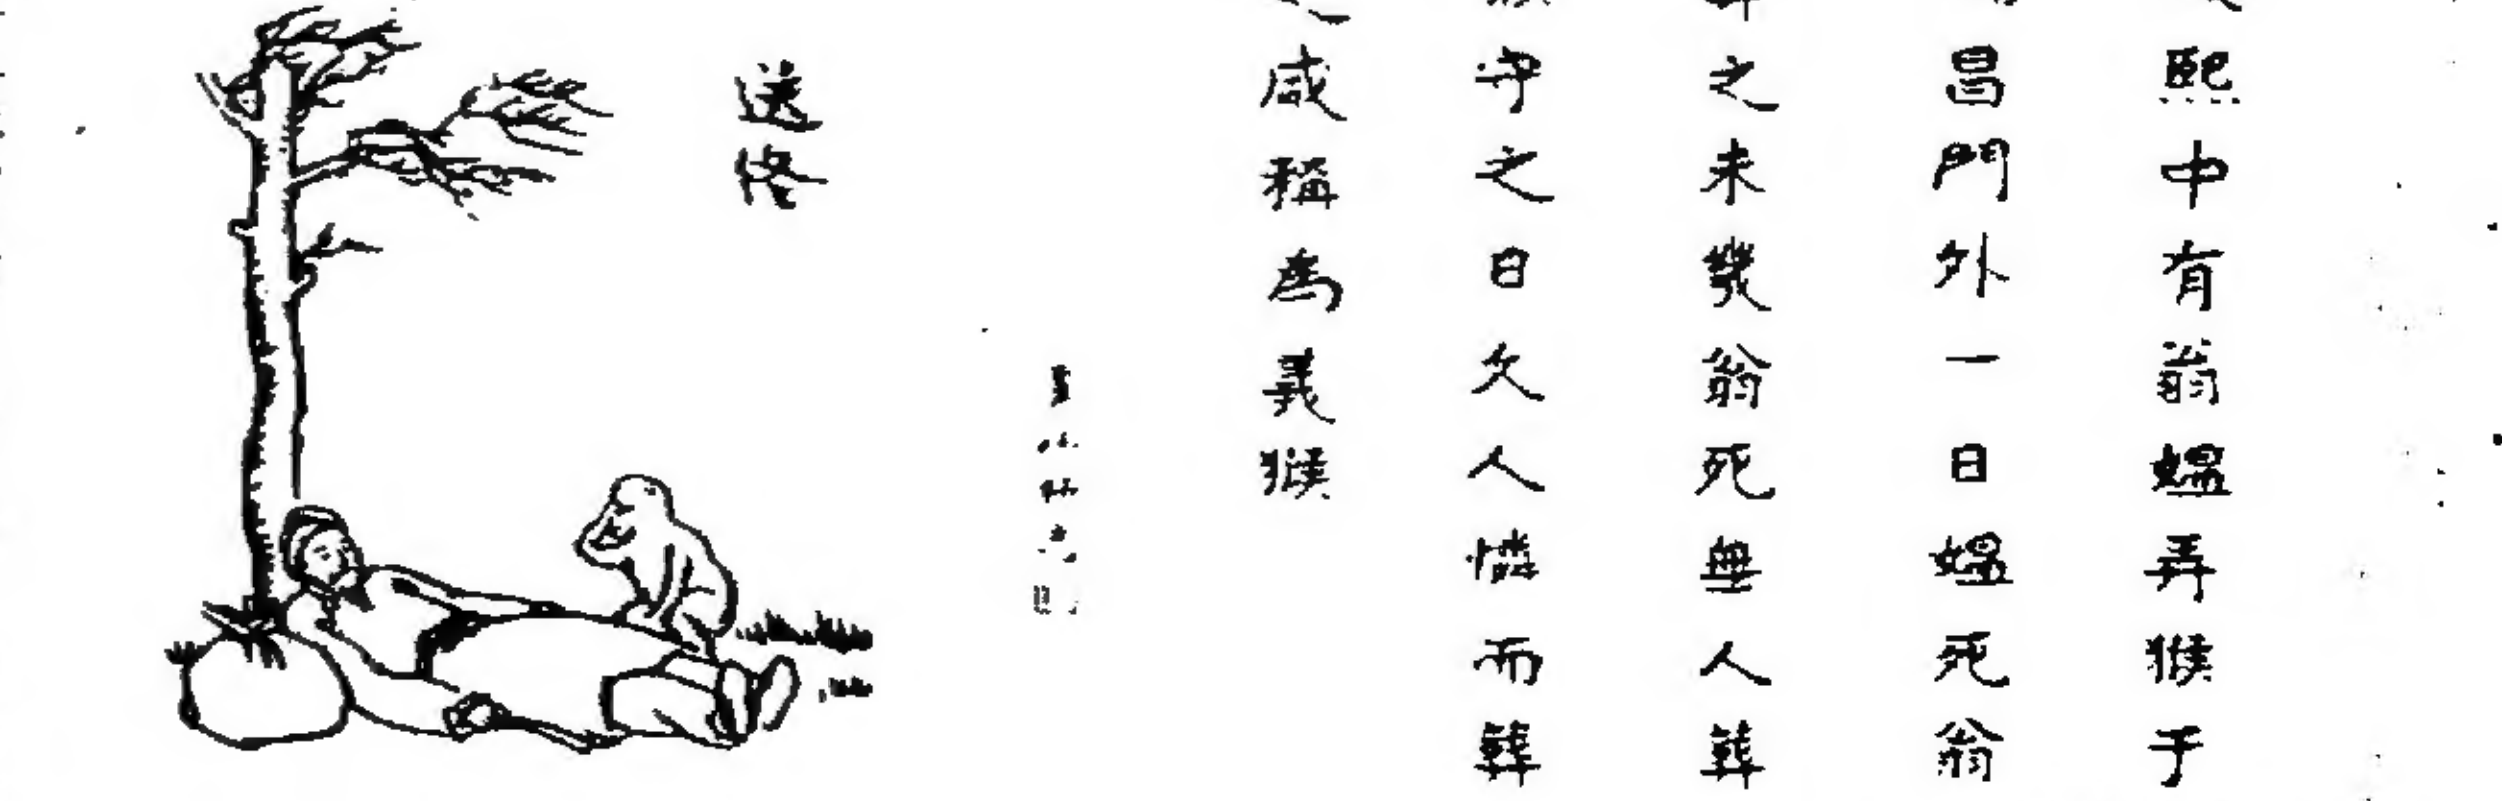 熙中有翁媼弄猴于
昌門外一日媼死翁
之未幾翁死無人葬
守之日久人憐而葬
咸稱為義猴
送終